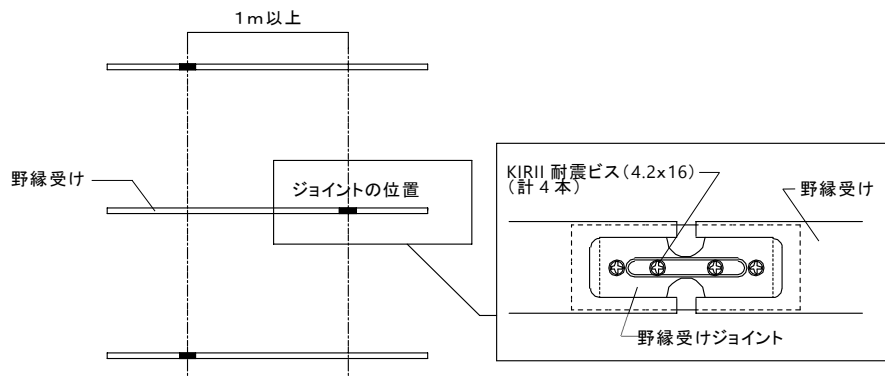 1m以上
野縁受け
ジョイントの位置
KIRII 耐震ビス(4.2x16)
(計4本)
野縁受け
野縁受けジョイント